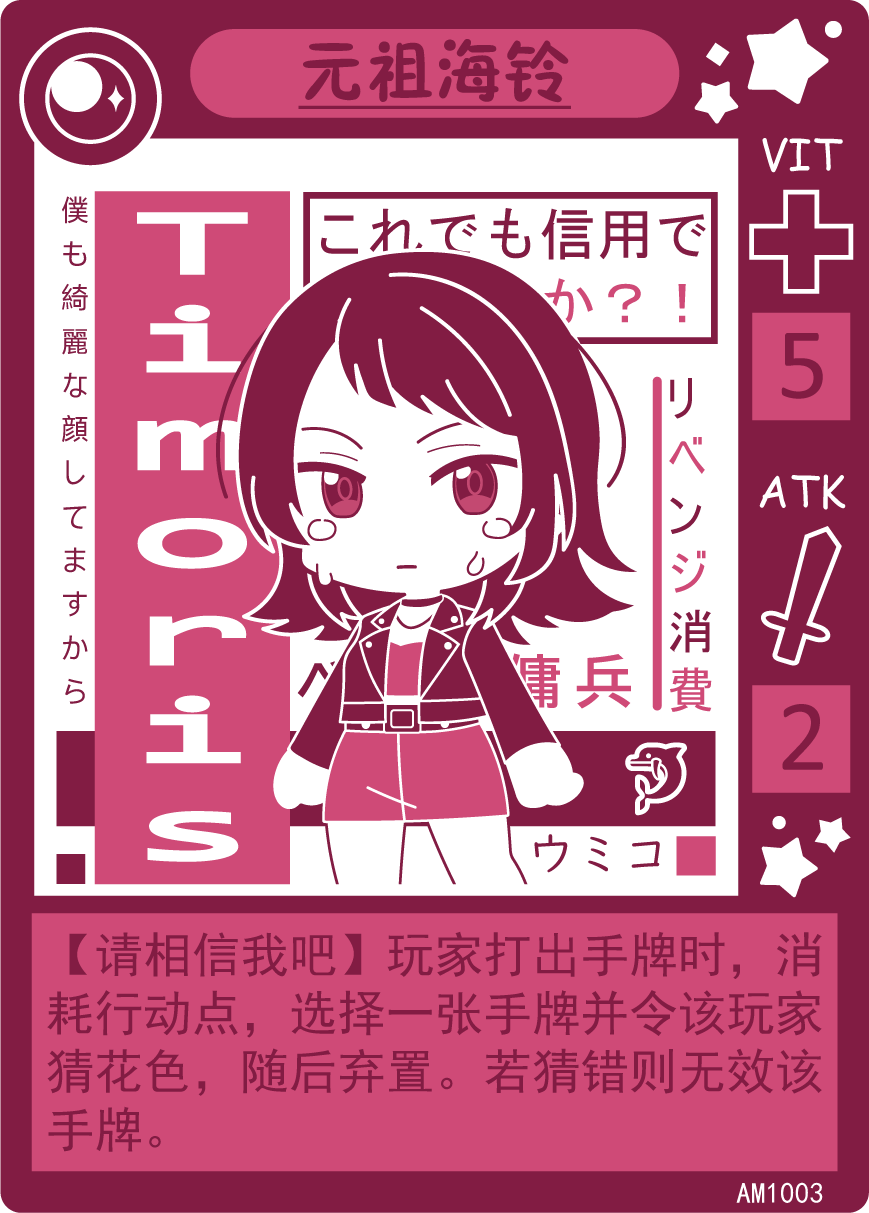 元祖海铃
VIT
5
ATK
2
僕も綺麗な顔してますから
Timoris
これでも信用で
か？！
リベンジ消費
傭兵
ウミコ
【请相信我吧】玩家打出手牌时，消
耗行动点，选择一张手牌并令该玩家
猜花色，随后弃置。若猜错则无效该
手牌。
AM1003